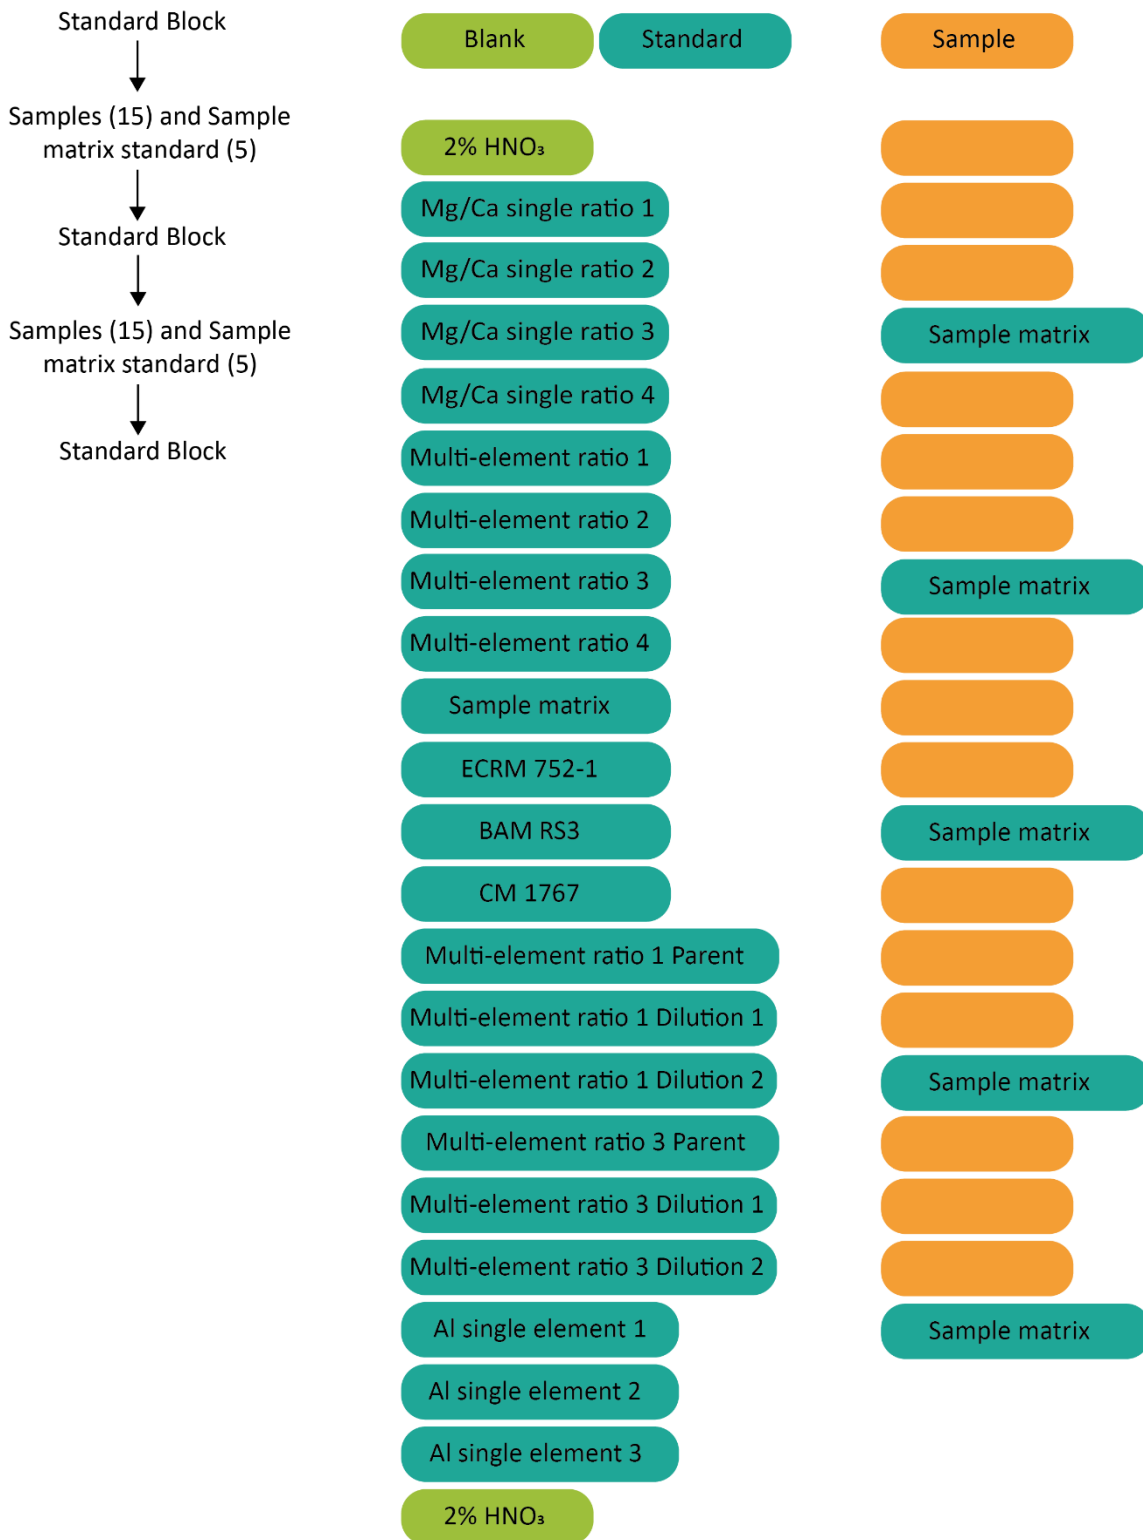 Standard Block
Samples (15) and Sample
matrix standard (5)
Standard Block
Samples (15) and Sample
matrix standard (5)
Standard Block
Blank
Standard
2% HNO₃
Mg/Ca single ratio 1
Mg/Ca single ratio 2
Mg/Ca single ratio 3
Mg/Ca single ratio 4
Multi-element ratio 1
Multi-element ratio 2
Multi-element ratio 3
Multi-element ratio 4
Sample matrix
ECRM 752-1
BAM RS3
CM 1767
Multi-element ratio 1 Parent
Multi-element ratio 1 Dilution 1
Multi-element ratio 1 Dilution 2
Multi-element ratio 3 Parent
Multi-element ratio 3 Dilution 1
Multi-element ratio 3 Dilution 2
Al single element 1
Al single element 2
Al single element 3
2% HNO₃
Sample
Sample matrix
Sample matrix
Sample matrix
Sample matrix
Sample matrix